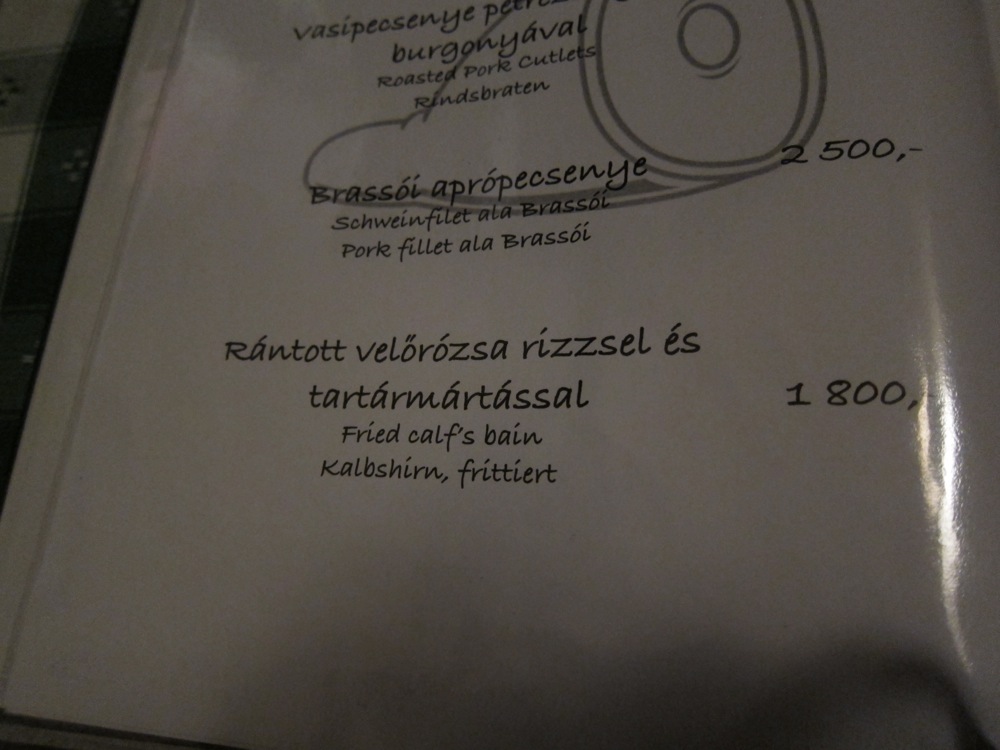 vasipecsenye
burgonyával
Roasted Pork Cutlets
Rindsbraten
Brassói aprópecsenye 2 500,-
Schweinfilet ala Brassói
Pork fillet ala Brassói
Rántott velőrózsa rizzsel és
tartármártással 1 800,-
Fried calf's bain
Kalbshirn, frittiert